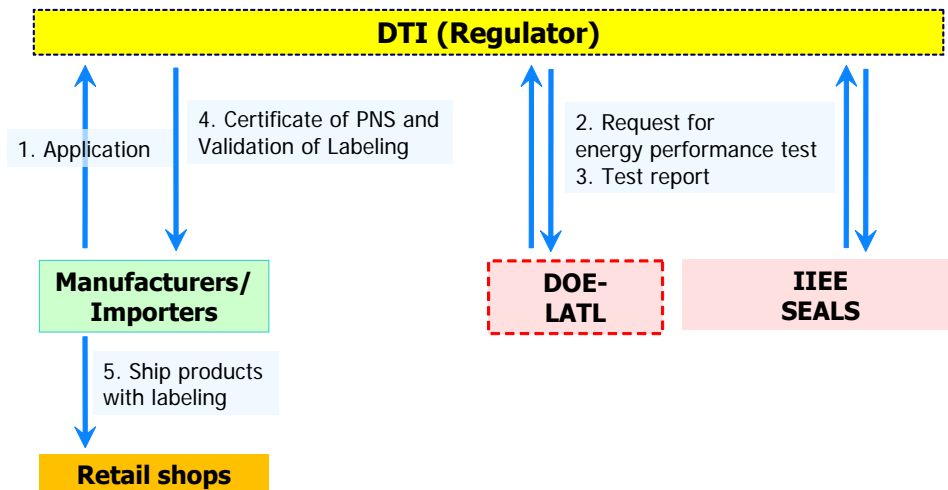 DTI (Regulator)
1. Application
4. Certificate of PNS and
Validation of Labeling
2. Request for
energy performance test
3. Test report
Manufacturers/
Importers
DOE-
LATL
IIEE
SEALS
5. Ship products
with labeling
Retail shops